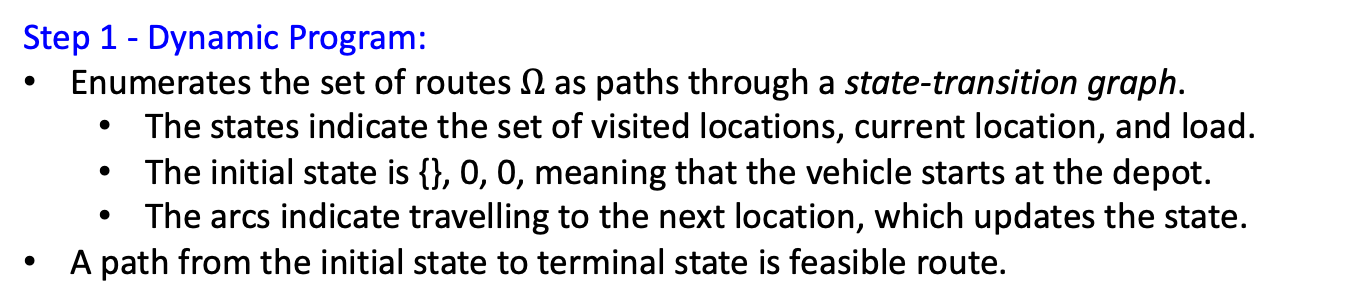 Step 1 - Dynamic Program:
• Enumerates the set of routes Ω as paths through a state-transition graph.
• The states indicate the set of visited locations, current location, and load.
• The initial state is {}, 0, 0, meaning that the vehicle starts at the depot.
• The arcs indicate travelling to the next location, which updates the state.
• A path from the initial state to terminal state is feasible route.